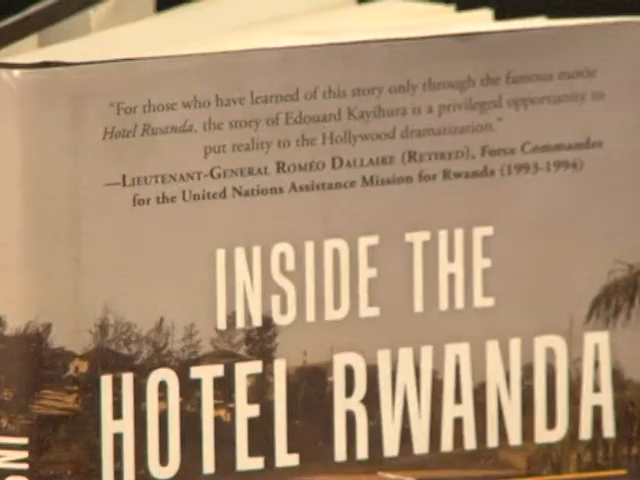 "For those who have learned of this story only through the famous movie
Hotel Rwanda, the story of Edouard Kayihura is a privileged opportunity to
put reality to the Hollywood dramatization."
—LIEUTENANT-GENERAL ROMÉO DALLAIRE (RETIRED), Force Commander
for the United Nations Assistance Mission for Rwanda (1993-1994)
INSIDE THE
HOTEL RWANDA
INS